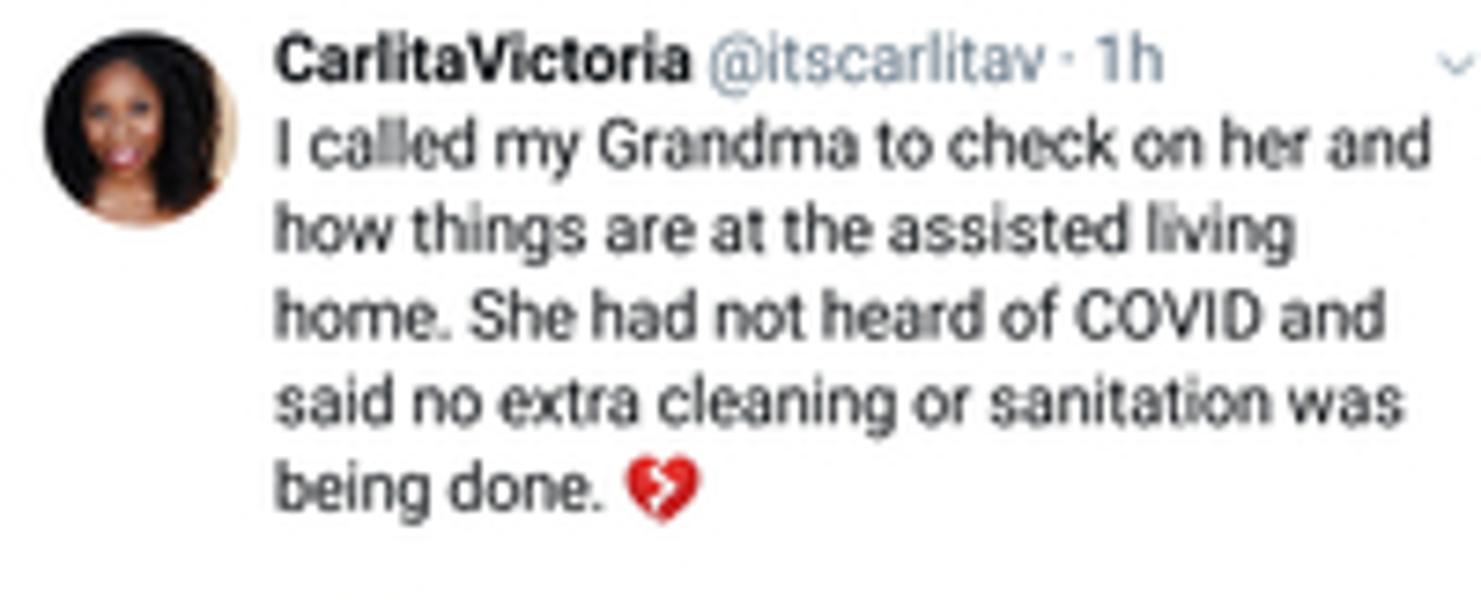 CarlitaVictoria @itscarlitav · 1h
I called my Grandma to check on her and
how things are at the assisted living
home. She had not heard of COVID and
said no extra cleaning or sanitation was
being done. 💔